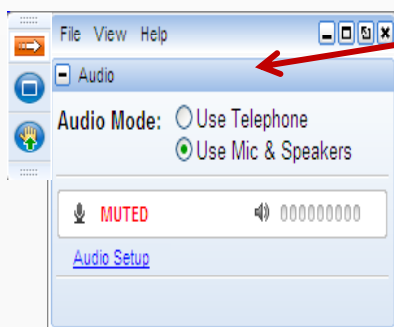 File View Help
Audio
Audio Mode: Use Telephone
Use Mic & Speakers
MUTED 000000000
Audio Setup